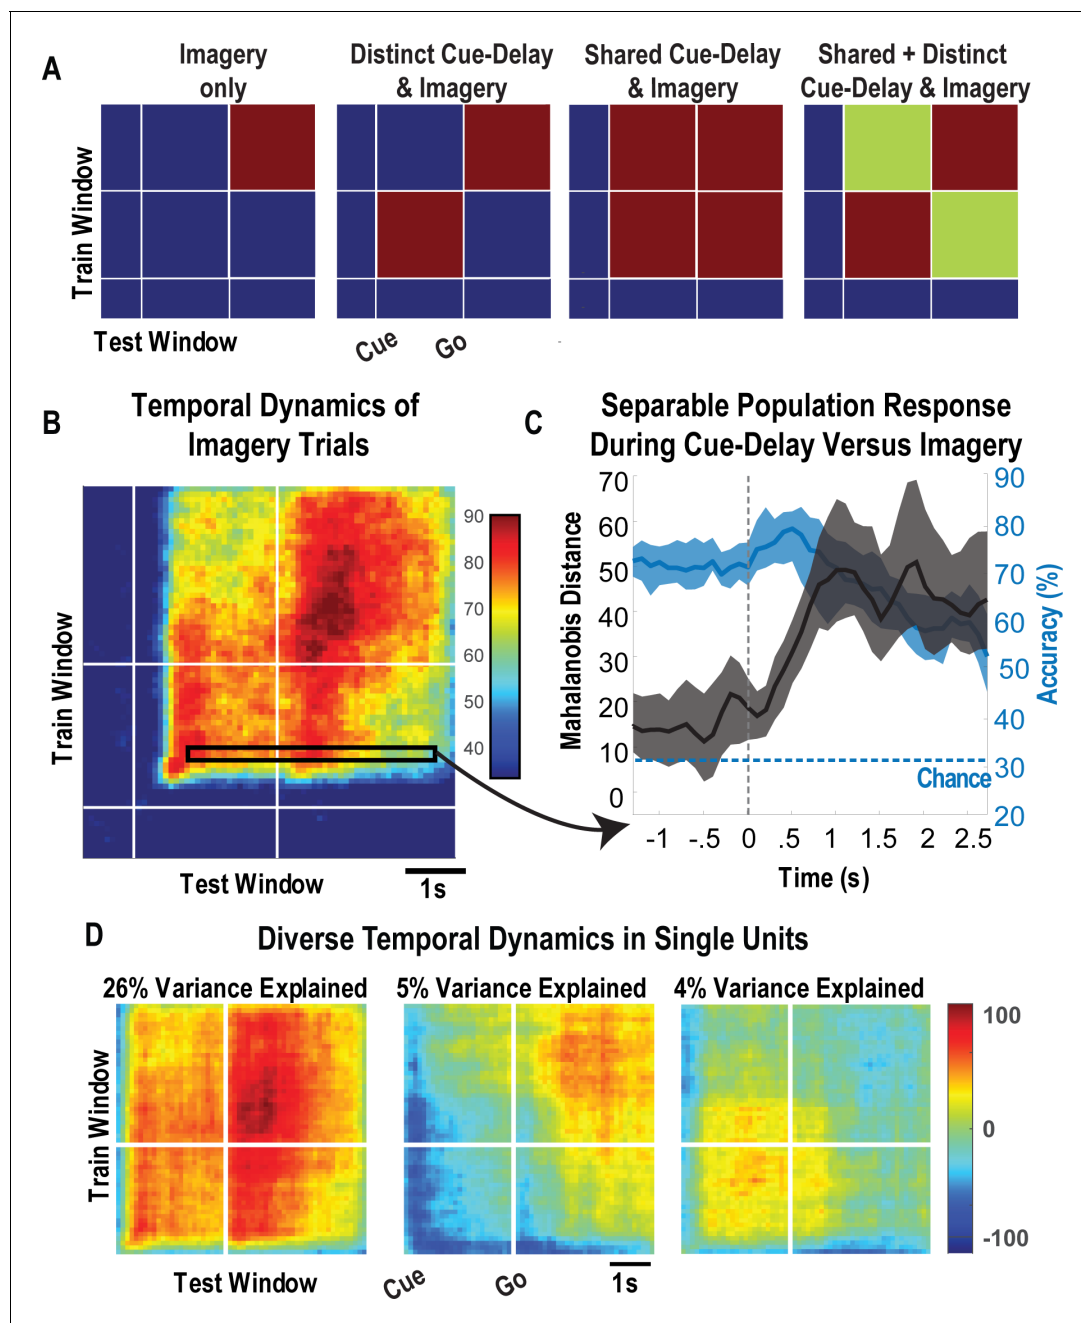 A
Imagery
only
Distinct Cue-Delay
& Imagery
Shared Cue-Delay
& Imagery
Shared + Distinct
Cue-Delay & Imagery
Train Window
Test Window
Cue
Go
B
Temporal Dynamics of
Imagery Trials
Train Window
90
80
70
60
50
40
Test Window
1s
C
Separable Population Response
During Cue-Delay Versus Imagery
Mahalanobis Distance
70
60
50
40
30
20
10
0
90
80
70
60
50
40
30
20
Accuracy (%)
Chance
-1 -.5 0 .5 1 1.5 2 2.5
Time (s)
D
Diverse Temporal Dynamics in Single Units
26% Variance Explained
5% Variance Explained
4% Variance Explained
Train Window
Test Window
Cue
Go
1s
100
0
-100